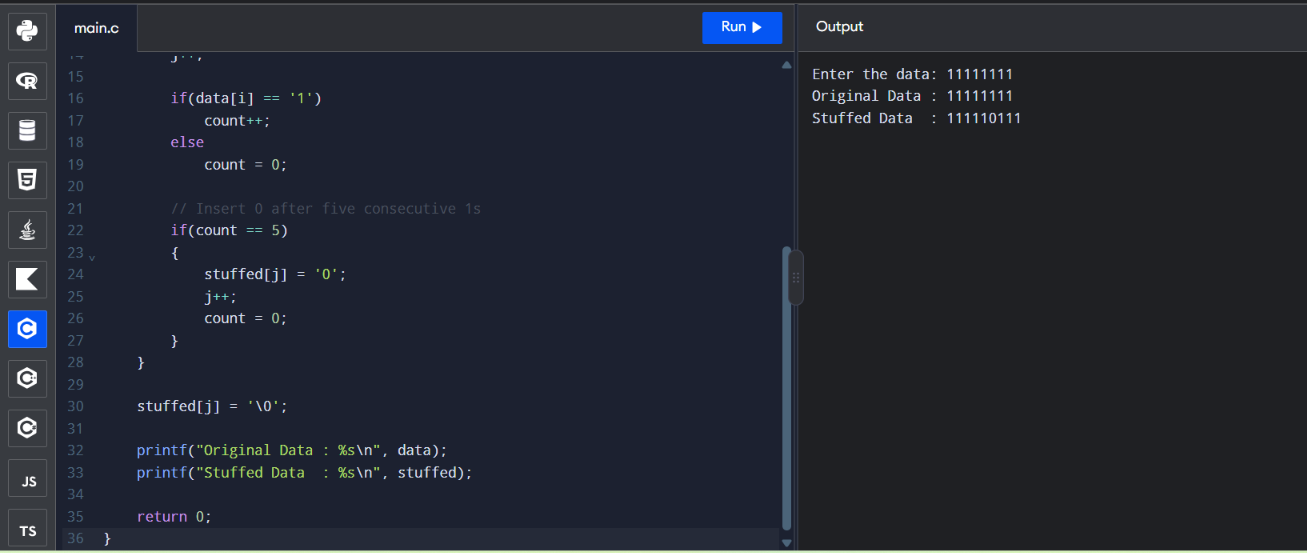 main.c
Run
Output
14 j++;
15
16 if(data[i] == '1')
17 count++;
18 else
19 count = 0;
20
21 // Insert 0 after five consecutive 1s
22 if(count == 5)
23 {
24 stuffed[j] = '0';
25 j++;
26 count = 0;
27 }
28 }
29
30 stuffed[j] = '\0';
31
32 printf("Original Data : %s\n", data);
33 printf("Stuffed Data  : %s\n", stuffed);
34
35 return 0;
36 }
Enter the data: 11111111
Original Data : 11111111
Stuffed Data  : 111110111
JS
TS